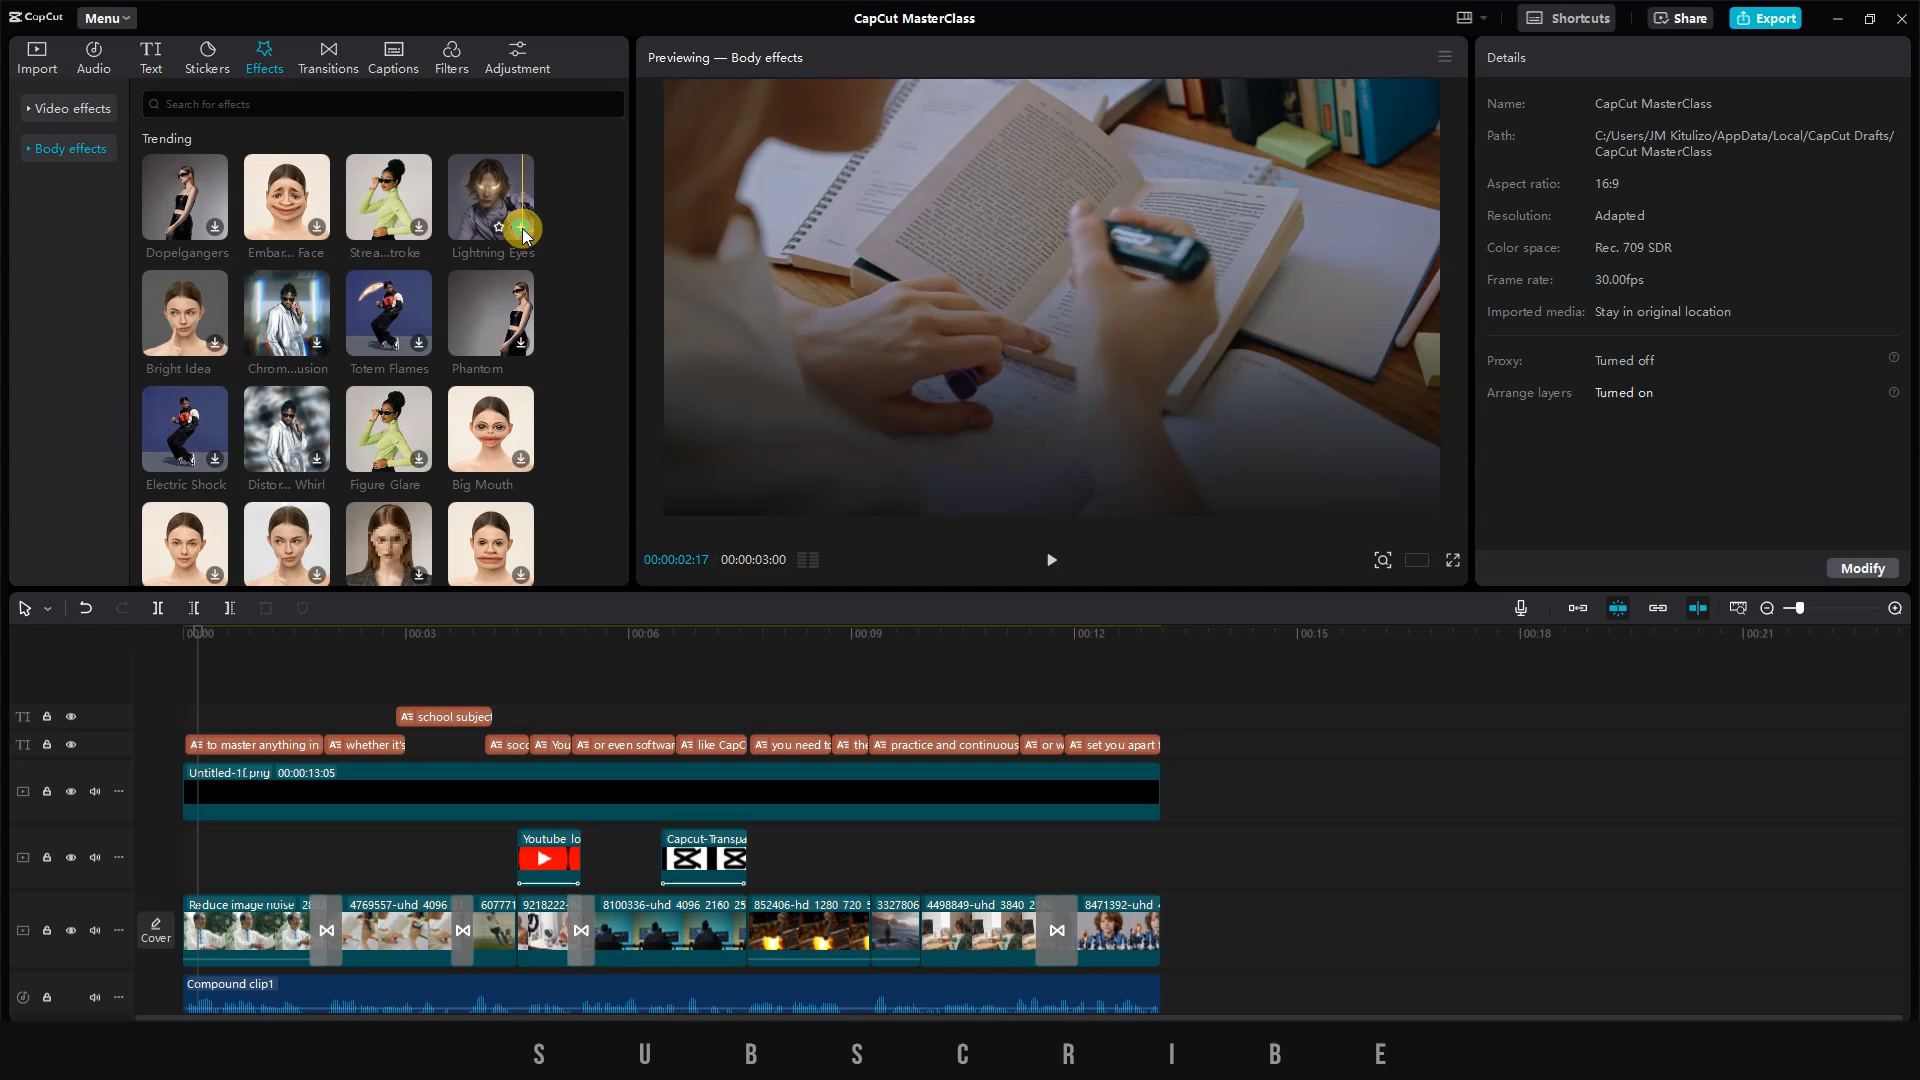 CapCut
Menu
CapCut MasterClass
Shortcuts
Share
Export
Import
Audio
Text
Stickers
Effects
Transitions
Captions
Filters
Adjustment
Video effects
Body effects
Search for effects
Trending
Dopelgangers
Embar... Face
Strea...troke
Lightning Eyes
Bright Idea
Chrom...usion
Totem Flames
Phantom
Electric Shock
Distor... Whirl
Figure Glare
Big Mouth
Previewing — Body effects
00:00:02:17
00:00:03:00
Details
Name: CapCut MasterClass
Path: C:/Users/JM Kitulizo/AppData/Local/CapCut Drafts/
CapCut MasterClass
Aspect ratio: 16:9
Resolution: Adapted
Color space: Rec. 709 SDR
Frame rate: 30.00fps
Imported media: Stay in original location
Proxy: Turned off
Arrange layers Turned on
Modify
00:00 00:03 00:06 00:09 00:12 00:15 00:18 00:21
school subject
to master anything in whether it's soc You or even softwar like CapC you need to the practice and continuous or w set you apart
Untitled-1f.png 00:00:13:05
Youtube lo Capcut-Transpa
Cover
Reduce image noise 4769557-uhd 4096 607771 9218222- 8100336-uhd 4096 2160 25 852406-hd 1280 720 3327806 4498849-uhd 3840 8471392-uhd
Compound clip1
SUBSCRIBE